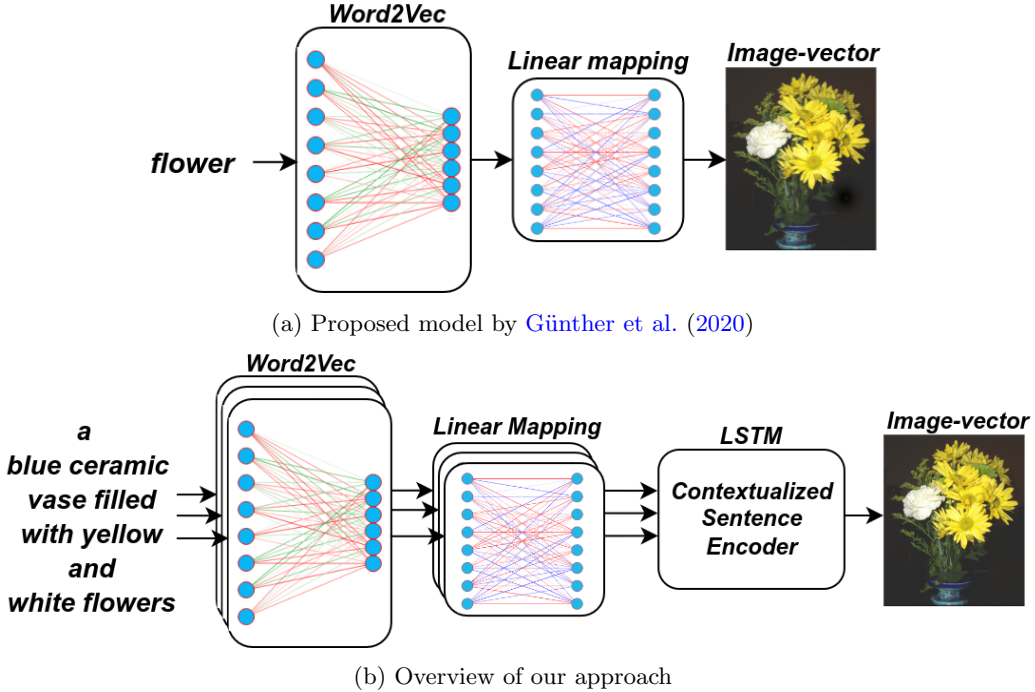 Word2Vec
Linear mapping
Image-vector
flower
(a) Proposed model by Günther et al. (2020)
Word2Vec
Linear Mapping
LSTM
Image-vector
a
blue ceramic
vase filled
with yellow
and
white flowers
Contextualized
Sentence
Encoder
(b) Overview of our approach